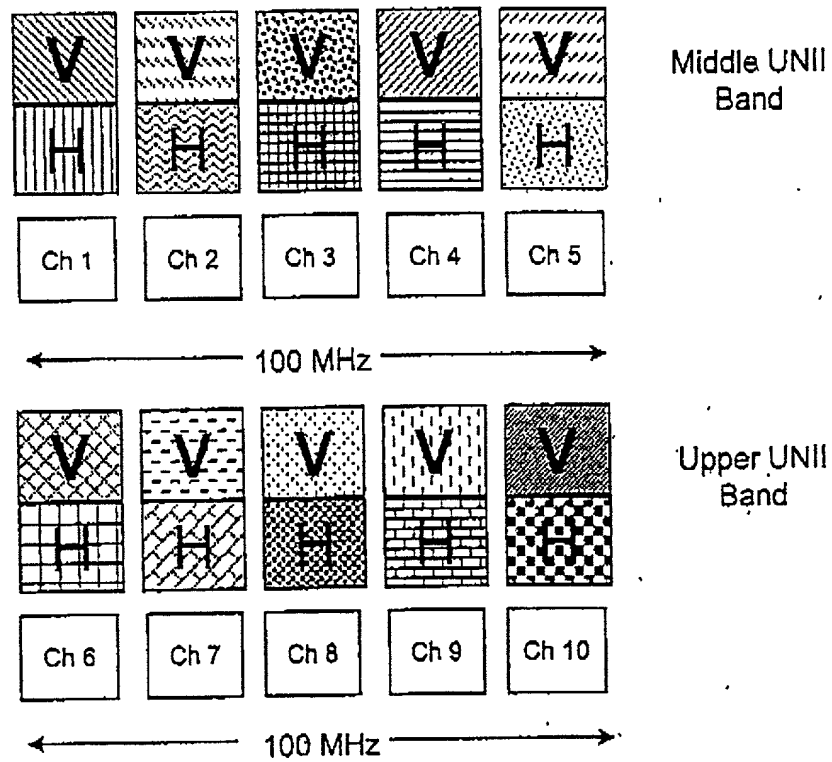 V V V V V
Middle UNII
Band
H H H H H
Ch 1 Ch 2 Ch 3 Ch 4 Ch 5
100 MHz
V V V V V
Upper UNII
Band
H H H H H
Ch 6 Ch 7 Ch 8 Ch 9 Ch 10
100 MHz